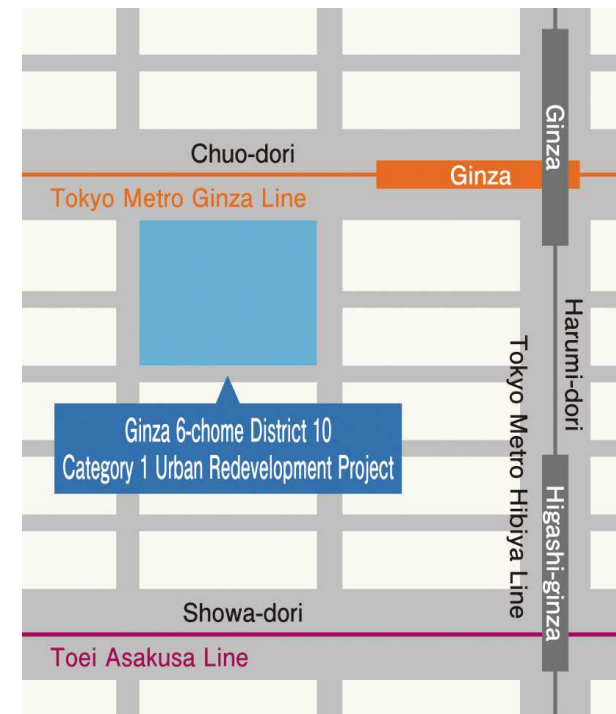 Ginza
Chuo-dori
Ginza
Tokyo Metro Ginza Line
Harumi-dori
Tokyo Metro Hibiya Line
Ginza 6-chome District 10
Category 1 Urban Redevelopment Project
Higashi-ginza
Showa-dori
Toei Asakusa Line